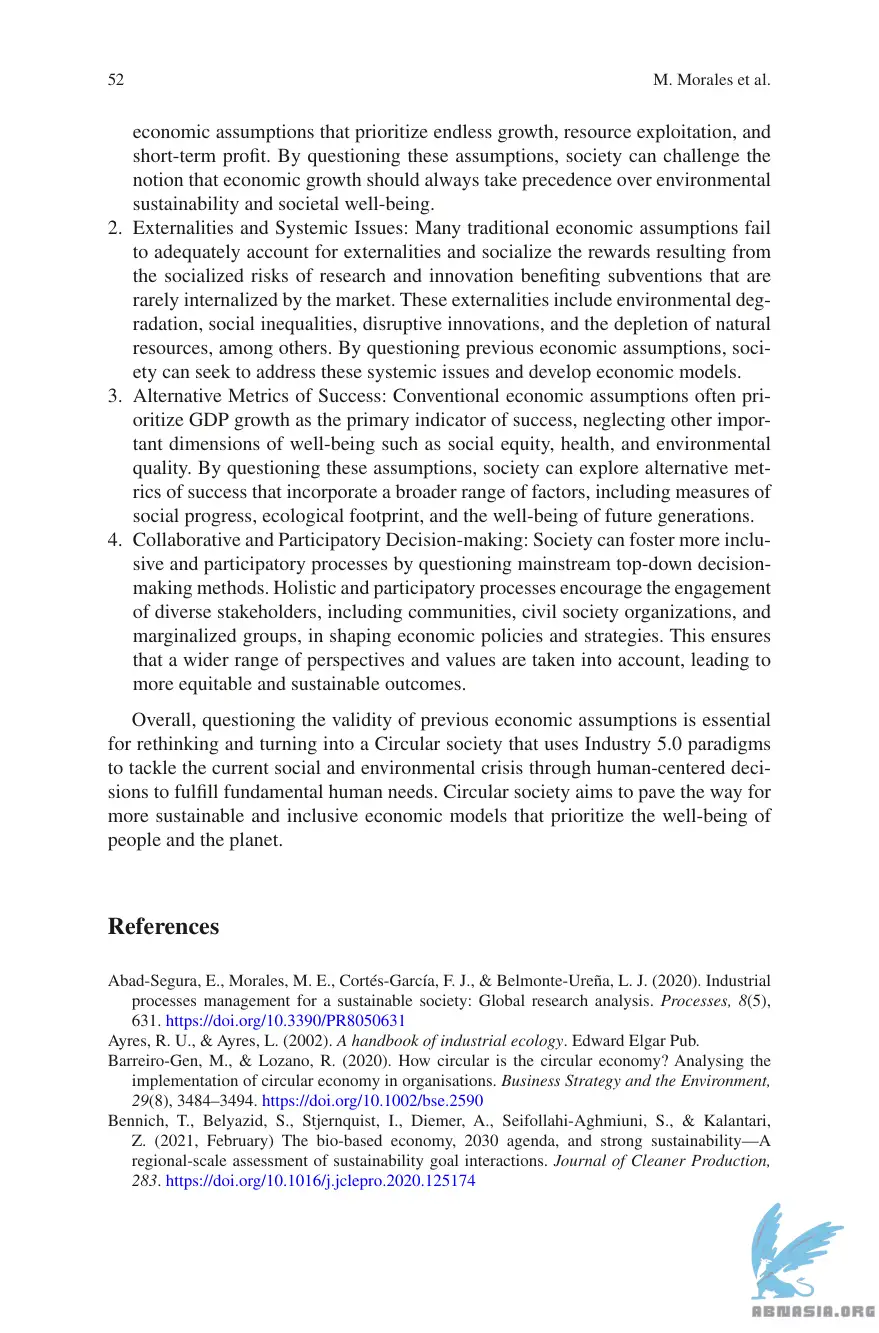 52
M. Morales et al.
economic assumptions that prioritize endless growth, resource exploitation, and
short-term profit. By questioning these assumptions, society can challenge the
notion that economic growth should always take precedence over environmental
sustainability and societal well-being.
2. Externalities and Systemic Issues: Many traditional economic assumptions fail
to adequately account for externalities and socialize the rewards resulting from
the socialized risks of research and innovation benefiting subventions that are
rarely internalized by the market. These externalities include environmental deg-
radation, social inequalities, disruptive innovations, and the depletion of natural
resources, among others. By questioning previous economic assumptions, soci-
ety can seek to address these systemic issues and develop economic models.
3. Alternative Metrics of Success: Conventional economic assumptions often pri-
oritize GDP growth as the primary indicator of success, neglecting other impor-
tant dimensions of well-being such as social equity, health, and environmental
quality. By questioning these assumptions, society can explore alternative met-
rics of success that incorporate a broader range of factors, including measures of
social progress, ecological footprint, and the well-being of future generations.
4. Collaborative and Participatory Decision-making: Society can foster more inclu-
sive and participatory processes by questioning mainstream top-down decision-
making methods. Holistic and participatory processes encourage the engagement
of diverse stakeholders, including communities, civil society organizations, and
marginalized groups, in shaping economic policies and strategies. This ensures
that a wider range of perspectives and values are taken into account, leading to
more equitable and sustainable outcomes.
Overall, questioning the validity of previous economic assumptions is essential
for rethinking and turning into a Circular society that uses Industry 5.0 paradigms
to tackle the current social and environmental crisis through human-centered deci-
sions to fulfill fundamental human needs. Circular society aims to pave the way for
more sustainable and inclusive economic models that prioritize the well-being of
people and the planet.
References
Abad-Segura, E., Morales, M. E., Cortés-García, F. J., & Belmonte-Ureña, L. J. (2020). Industrial
processes management for a sustainable society: Global research analysis. Processes, 8(5),
631. https://doi.org/10.3390/PR8050631
Ayres, R. U., & Ayres, L. (2002). A handbook of industrial ecology. Edward Elgar Pub.
Barreiro-Gen, M., & Lozano, R. (2020). How circular is the circular economy? Analysing the
implementation of circular economy in organisations. Business Strategy and the Environment,
29(8), 3484–3494. https://doi.org/10.1002/bse.2590
Bennich, T., Belyazid, S., Stjernquist, I., Diemer, A., Seifollahi-Aghmiuni, S., & Kalantari,
Z. (2021, February) The bio-based economy, 2030 agenda, and strong sustainability—A
regional-scale assessment of sustainability goal interactions. Journal of Cleaner Production,
283. https://doi.org/10.1016/j.jclepro.2020.125174
ABNASIA.ORG